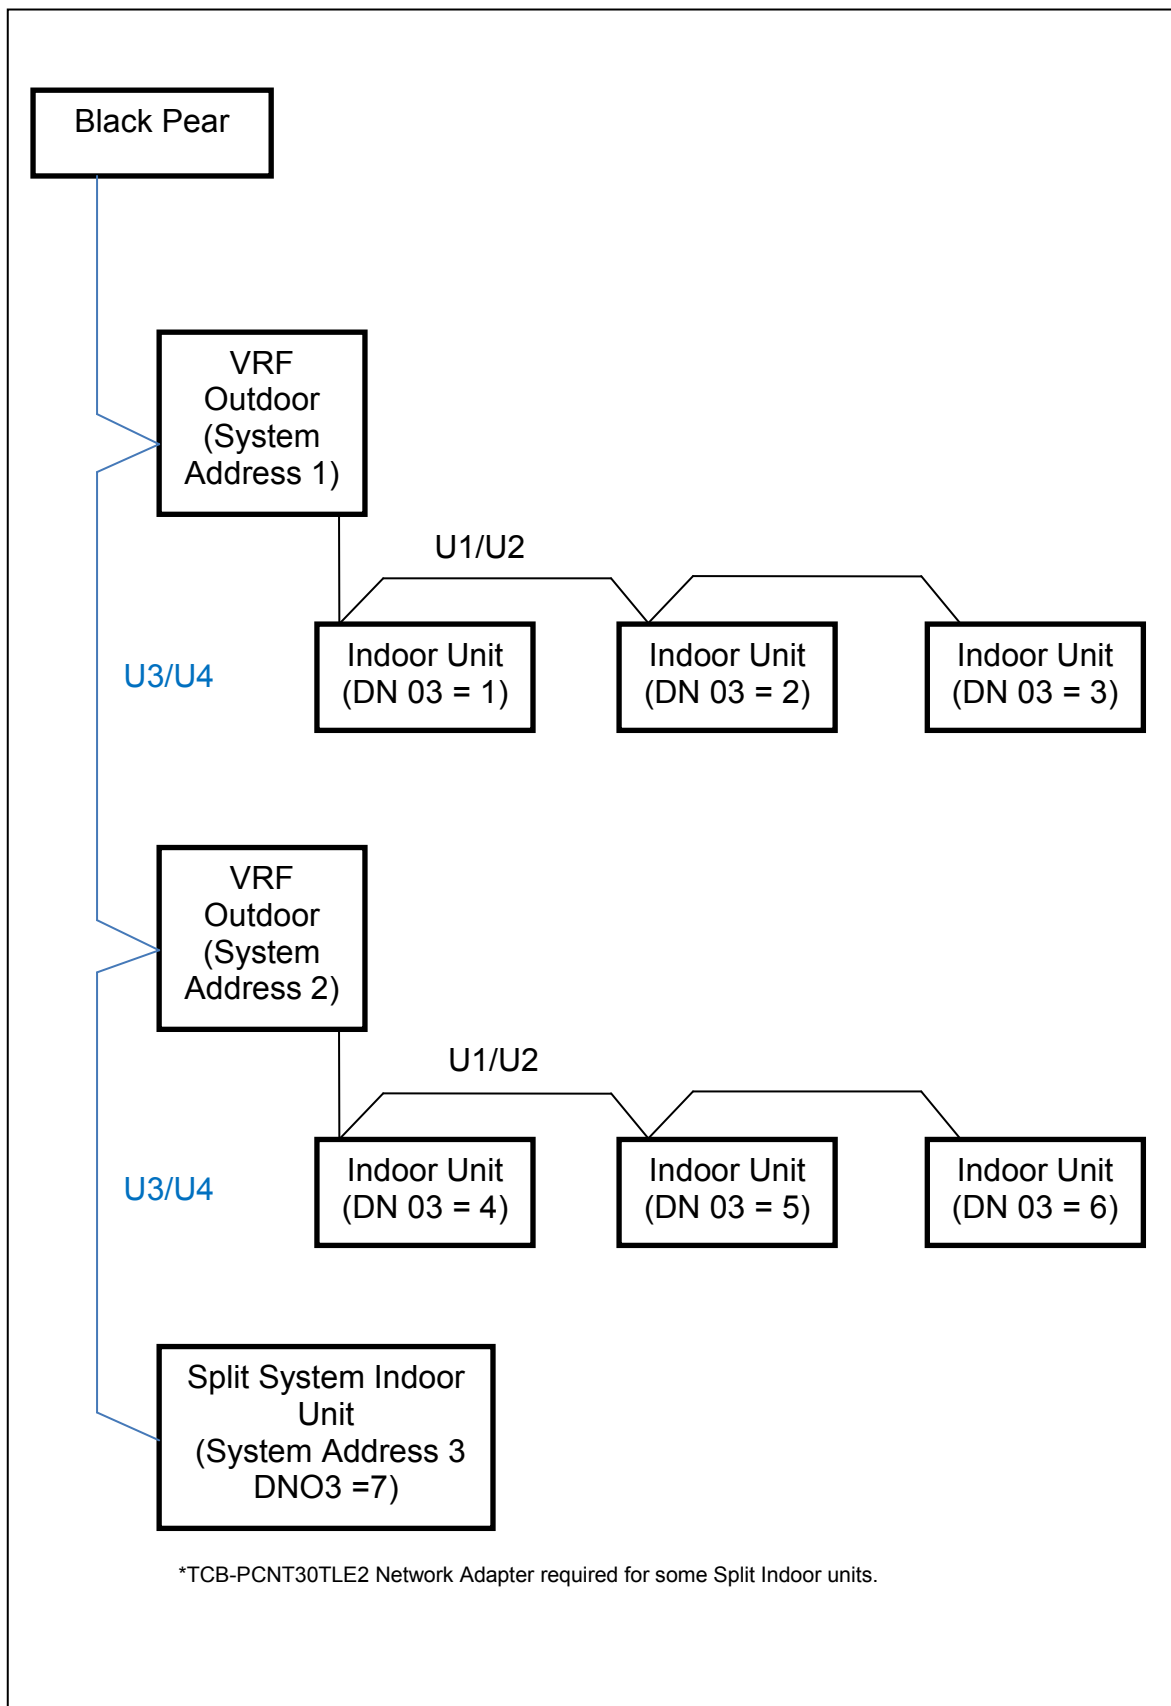 Black Pear
VRF
Outdoor
(System
Address 1)
U1/U2
Indoor Unit
(DN 03 = 1)
Indoor Unit
(DN 03 = 2)
Indoor Unit
(DN 03 = 3)
U3/U4
VRF
Outdoor
(System
Address 2)
U1/U2
Indoor Unit
(DN 03 = 4)
Indoor Unit
(DN 03 = 5)
Indoor Unit
(DN 03 = 6)
U3/U4
Split System Indoor
Unit
(System Address 3
DNO3 =7)
*TCB-PCNT30TLE2 Network Adapter required for some Split Indoor units.